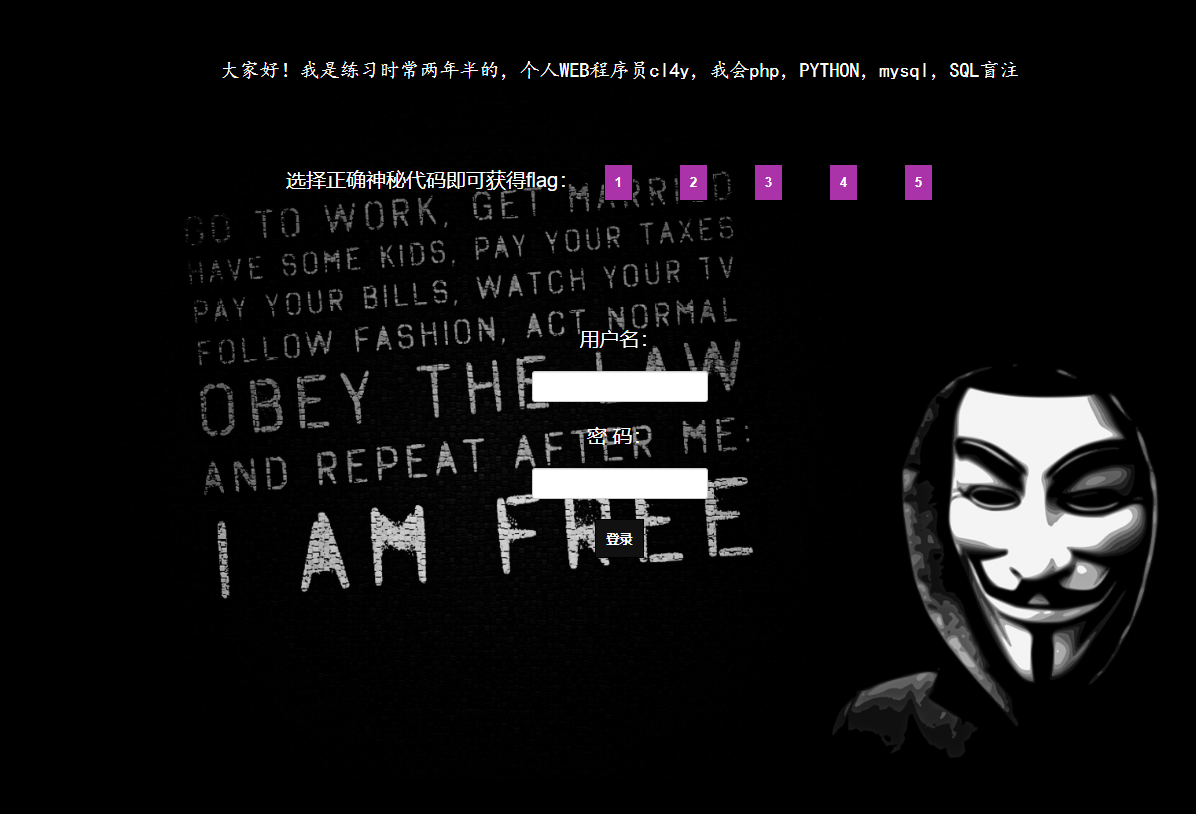 大家好！我是练习时常两年半的，个人WEB程序员cl4y，我会php，PYTHON，mysql，SQL盲注
选择正确神秘代码即可获得flag： 1 2 3 4 5
GO TO WORK, GET MARRIED
HAVE SOME KIDS, PAY YOUR TAXES
PAY YOUR BILLS, WATCH YOUR TV
FOLLOW FASHION, ACT NORMAL
OBEY THE LAW
AND REPEAT AFTER ME:
I AM FREE
用户名：
密 码：
登录